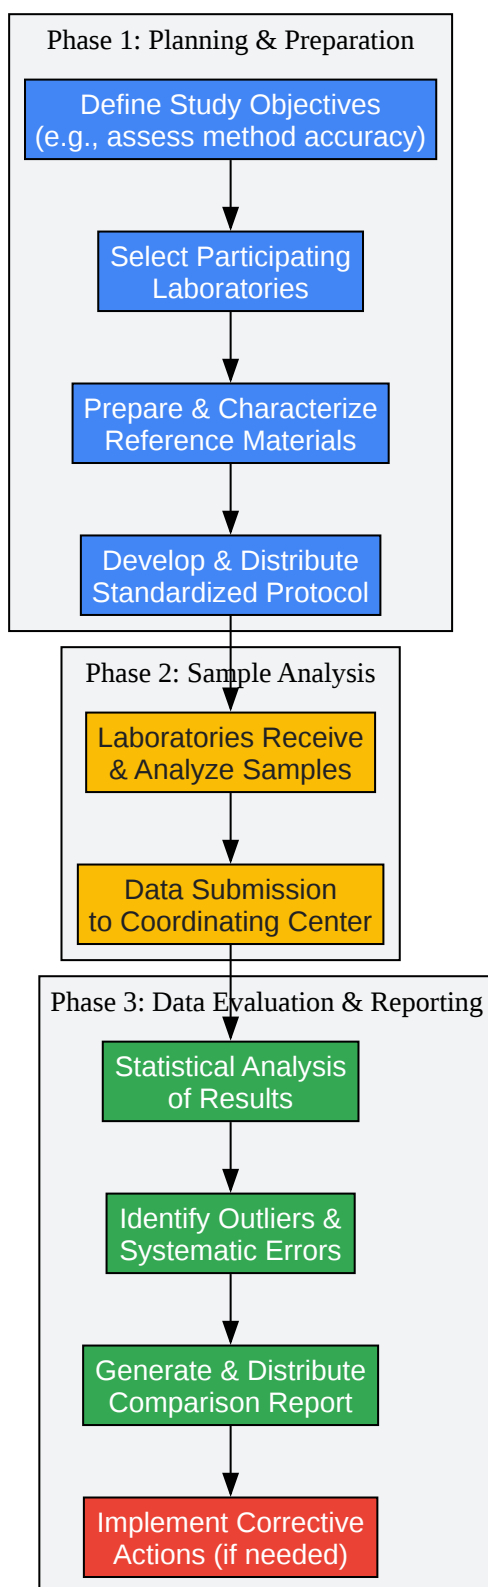 Phase 1: Planning & Preparation
Define Study Objectives
(e.g., assess method accuracy)
Select Participating
Laboratories
Prepare & Characterize
Reference Materials
Develop & Distribute
Standardized Protocol
Phase 2: Sample Analysis
Laboratories Receive
& Analyze Samples
Data Submission
to Coordinating Center
Phase 3: Data Evaluation & Reporting
Statistical Analysis
of Results
Identify Outliers &
Systematic Errors
Generate & Distribute
Comparison Report
Implement Corrective
Actions (if needed)